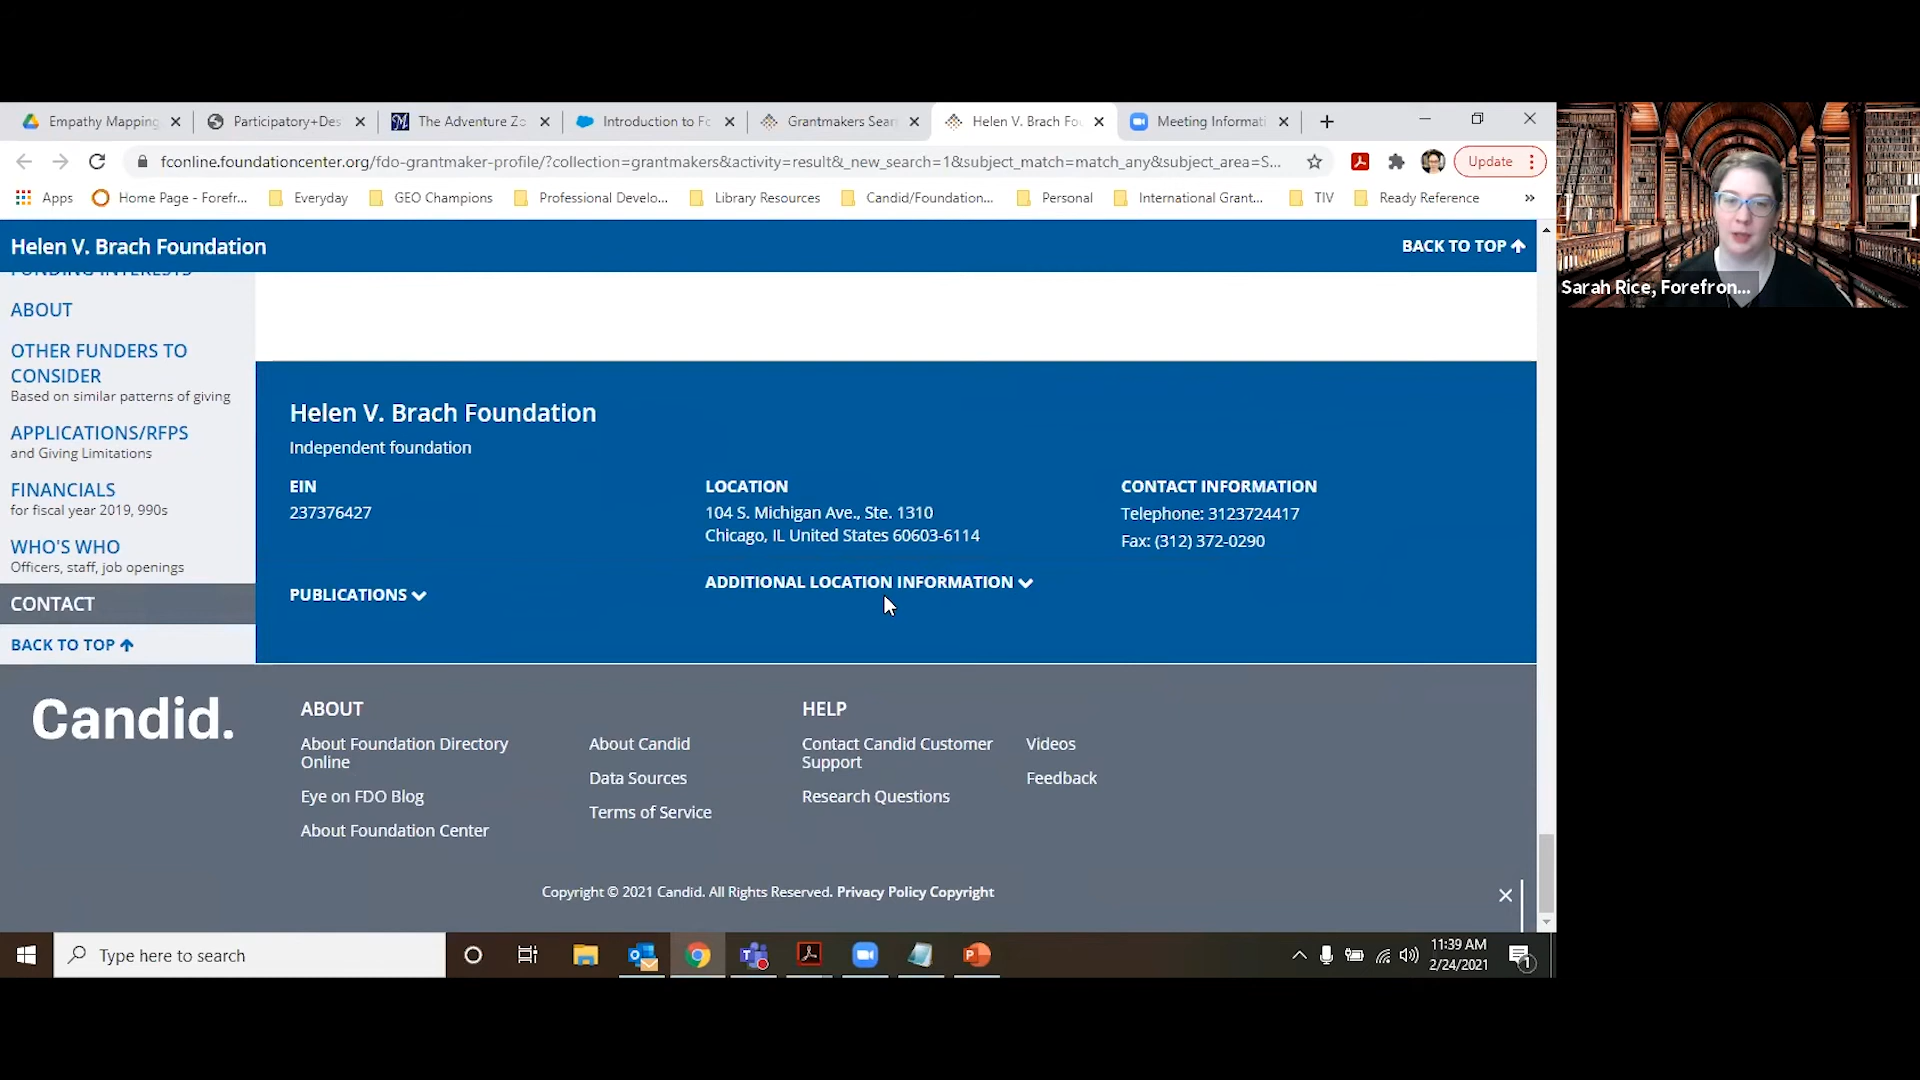 Empathy Mapping
Participatory+Des
The Adventure Zo
Introduction to Fo
Grantmakers Sear
Helen V. Brach Fou
Meeting Informati
fconline.foundationcenter.org/fdo-grantmaker-profile/?collection=grantmakers&activity=result&_new_search=1&subject_match=match_any&subject_area=S...
Update
Apps
Home Page - Forefr...
Everyday
GEO Champions
Professional Develo...
Library Resources
Candid/Foundation...
Personal
International Grant...
TIV
Ready Reference
»
Helen V. Brach Foundation
BACK TO TOP
FUNDING INTERESTS
ABOUT
OTHER FUNDERS TO
CONSIDER
Based on similar patterns of giving
APPLICATIONS/RFPS
and Giving Limitations
FINANCIALS
for fiscal year 2019, 990s
WHO'S WHO
Officers, staff, job openings
CONTACT
BACK TO TOP
Helen V. Brach Foundation
Independent foundation
EIN
237376427
PUBLICATIONS
LOCATION
104 S. Michigan Ave., Ste. 1310
Chicago, IL United States 60603-6114
ADDITIONAL LOCATION INFORMATION
CONTACT INFORMATION
Telephone: 3123724417
Fax: (312) 372-0290
Sarah Rice, Forefron...
Candid.
ABOUT
About Foundation Directory
Online
Eye on FDO Blog
About Foundation Center
About Candid
Data Sources
Terms of Service
HELP
Contact Candid Customer
Support
Research Questions
Videos
Feedback
Copyright © 2021 Candid. All Rights Reserved. Privacy Policy Copyright
Type here to search
11:39 AM
2/24/2021
1